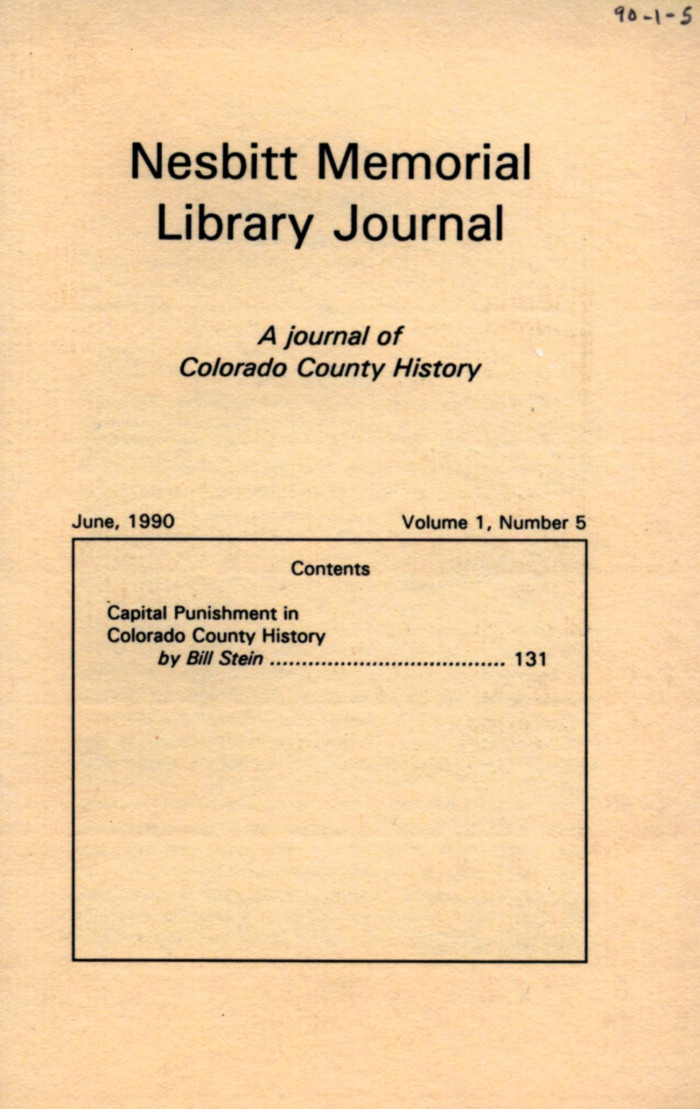 90-1-5
Nesbitt Memorial
Library Journal
A journal of
Colorado County History
June, 1990 Volume 1, Number 5
Contents
Capital Punishment in
Colorado County History
by Bill Stein ..................................... 131